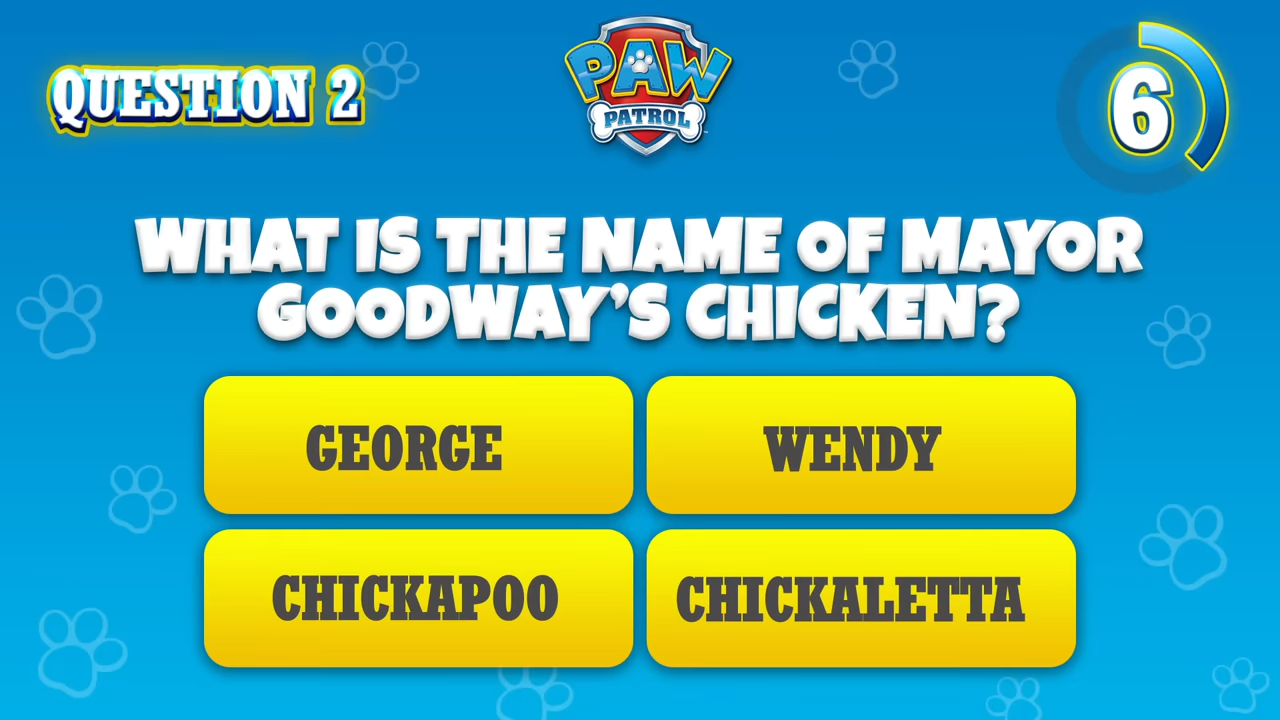 QUESTION 2
PAW
PATROL
6
WHAT IS THE NAME OF MAYOR
GOODWAY'S CHICKEN?
GEORGE
WENDY
CHICKAPOO
CHICKALETTA